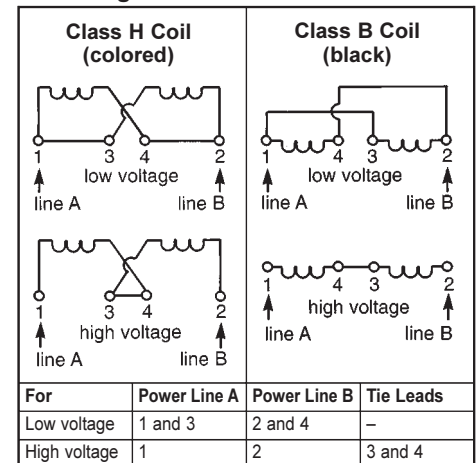 Class H Coil
(colored)
1 3 4 2
low voltage
line A line B
1 3 4 2
high voltage
line A line B
Class B Coil
(black)
1 4 3 2
low voltage
line A line B
1 4 3 2
high voltage
line A line B
For Power Line A Power Line B Tie Leads
Low voltage 1 and 3 2 and 4 –
High voltage 1 2 3 and 4